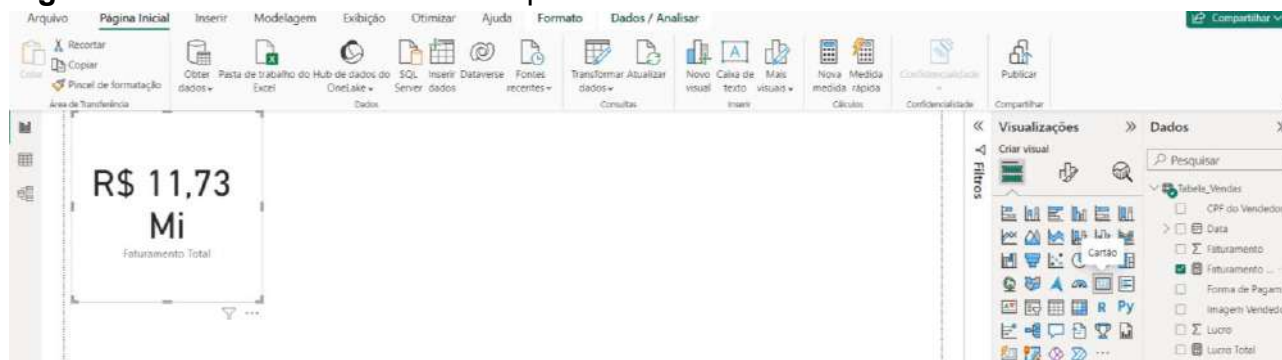 Arquivo Página Inicial Inserir Modelagem Exibição Otimizar Ajuda Formato Dados / Analisar Compartilhar
Recortar
Copiar
Pincel de formatação
Obter dados
Pasta de trabalho do Excel
Hub de dados do OneLake
SQL Server
Inserir dados
Dataverse
Fontes recentes
Transformar dados
Atualizar
Novo visual
Caixa de texto
Mais visuais
Nova medida
Medida rápida
Confidencialidade
Publicar
Área de Transferência Dados Consultas Inserir Cálculos Confidencialidade Compartilhar
R$ 11,73
Mi
Faturamento Total
Filtros
Visualizações
Criar visual
Cartão
R Py
Dados
Pesquisar
Tabela_Vendas
CPF do Vendedor
Data
Faturamento
Faturamento ...
Forma de Pagam
Imagem Vended
Lucro
Lucro Total